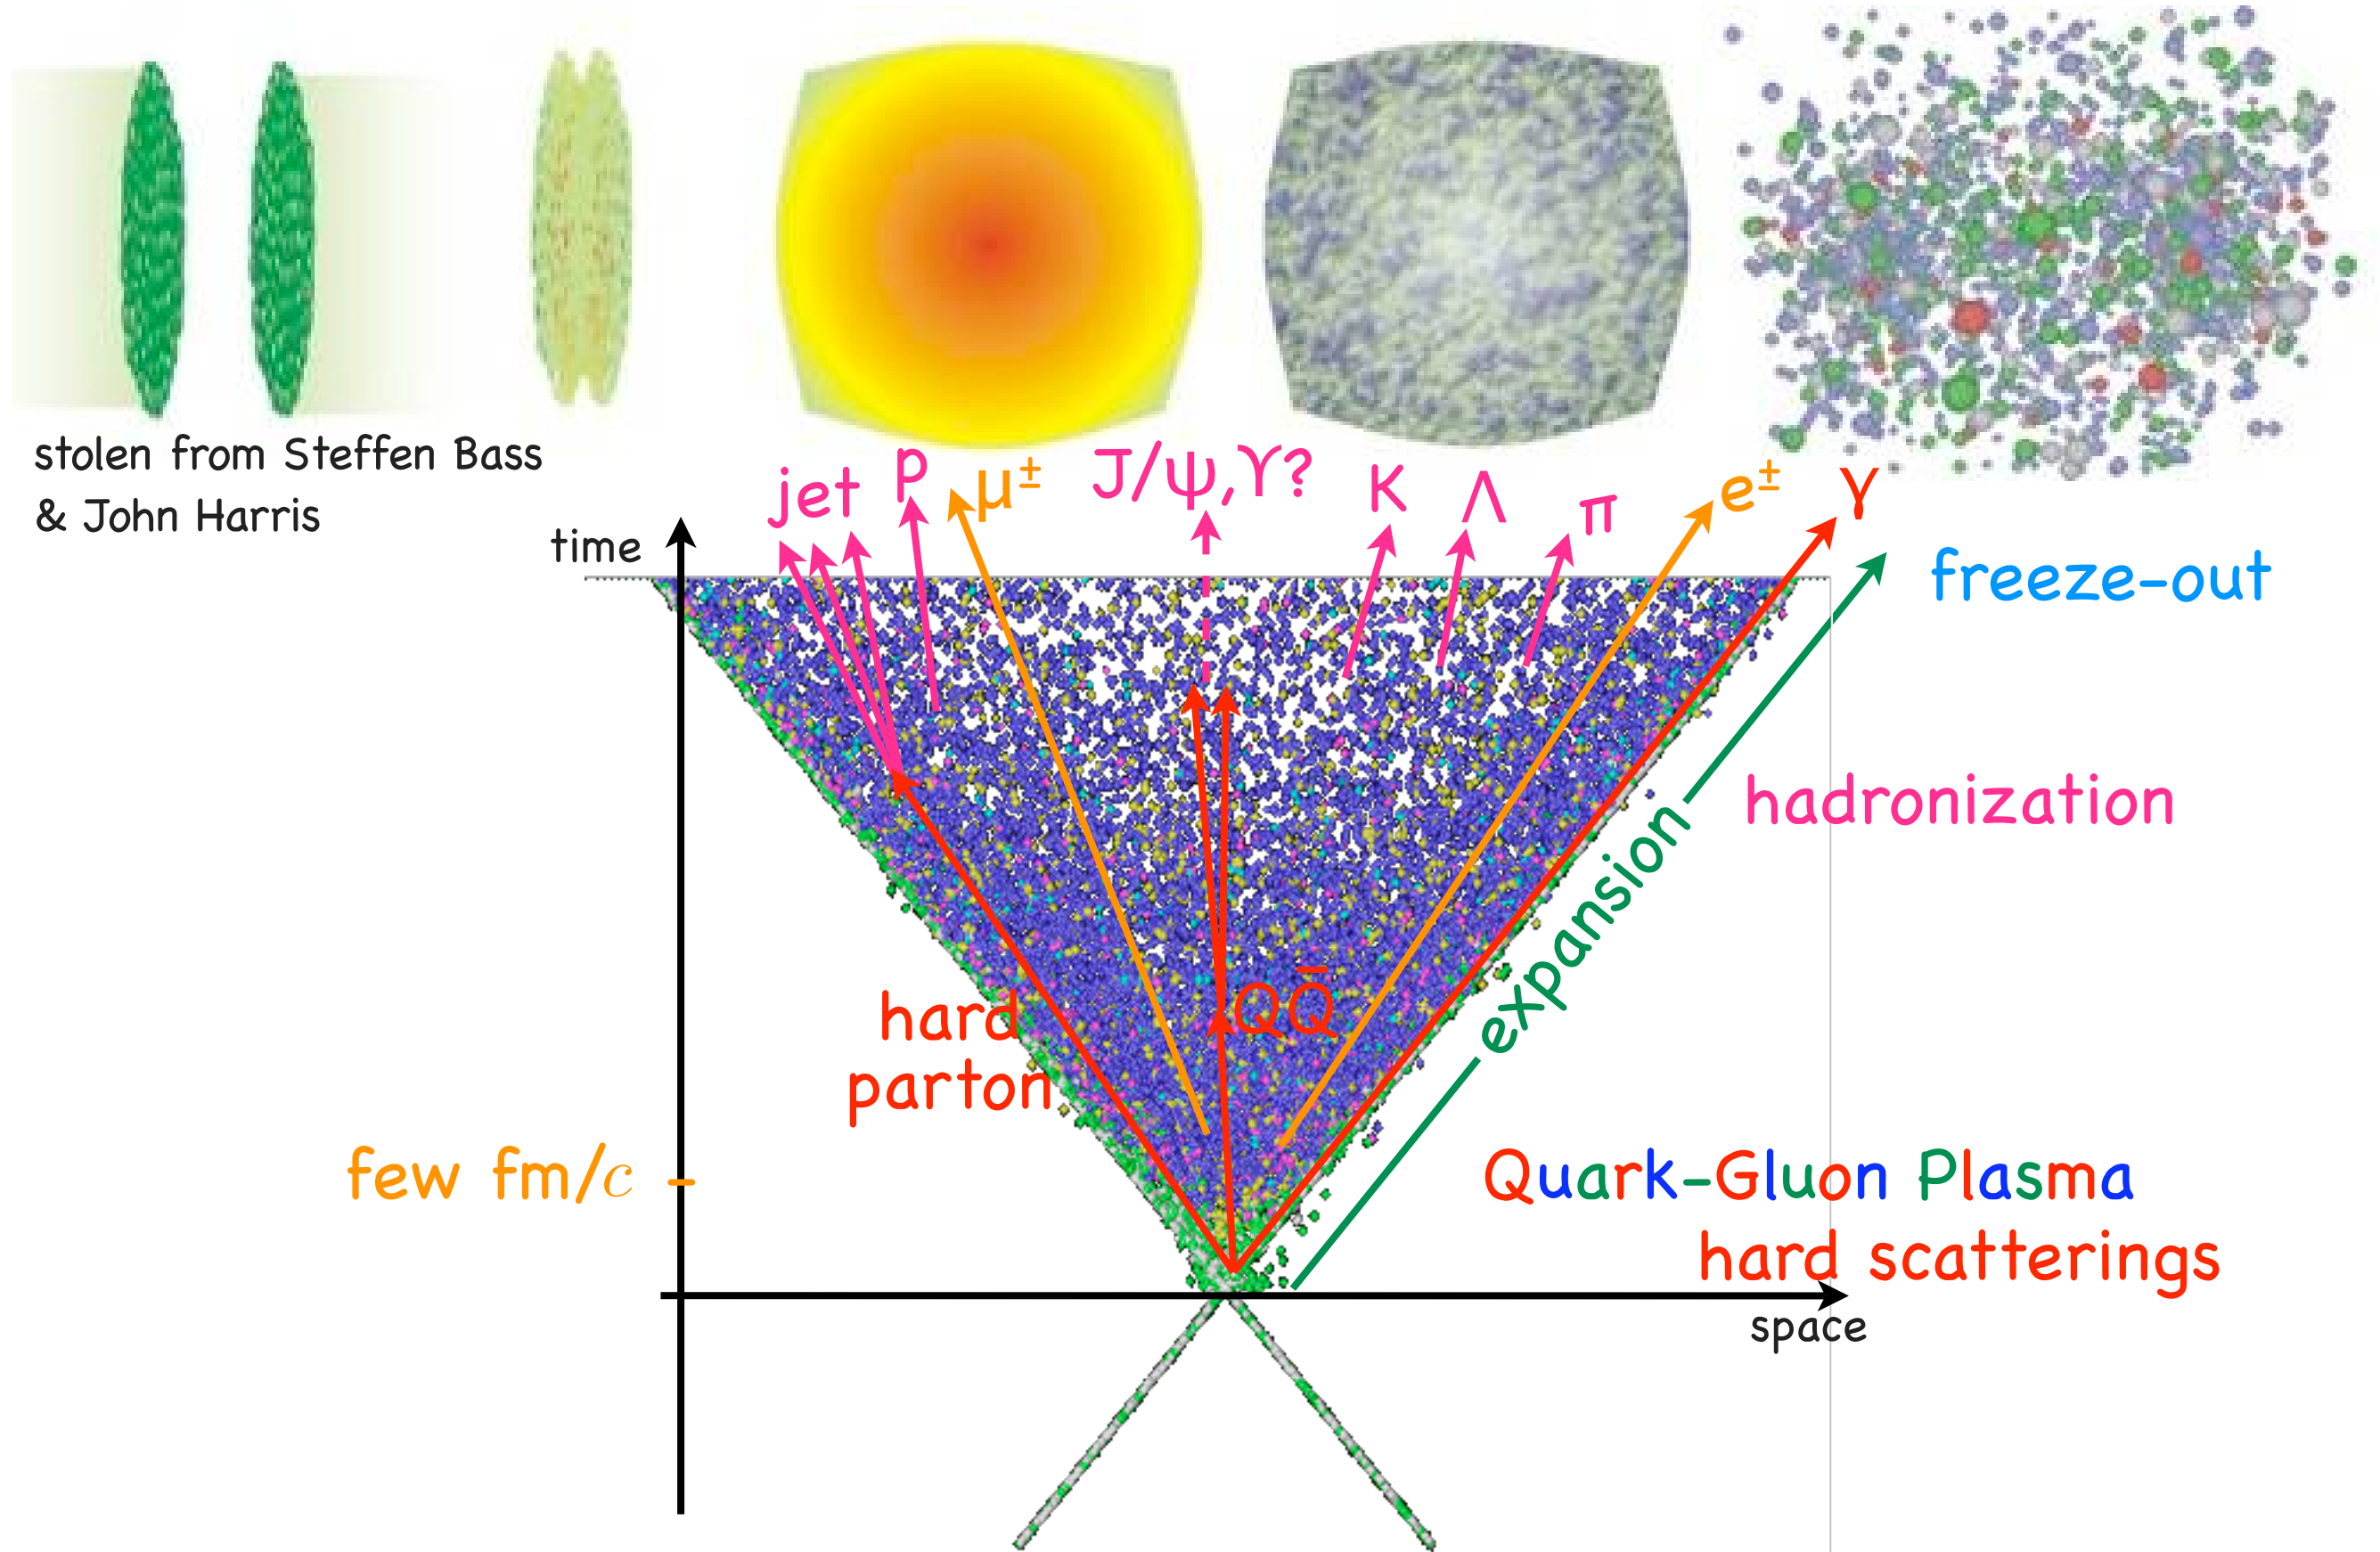 stolen from Steffen Bass
& John Harris
time
jet
p
μ±
J/ψ,ϒ?
K
Λ
π
e±
γ
freeze-out
hadronization
expansion
QQ̄
hard
parton
few fm/c
Quark-Gluon Plasma
hard scatterings
space